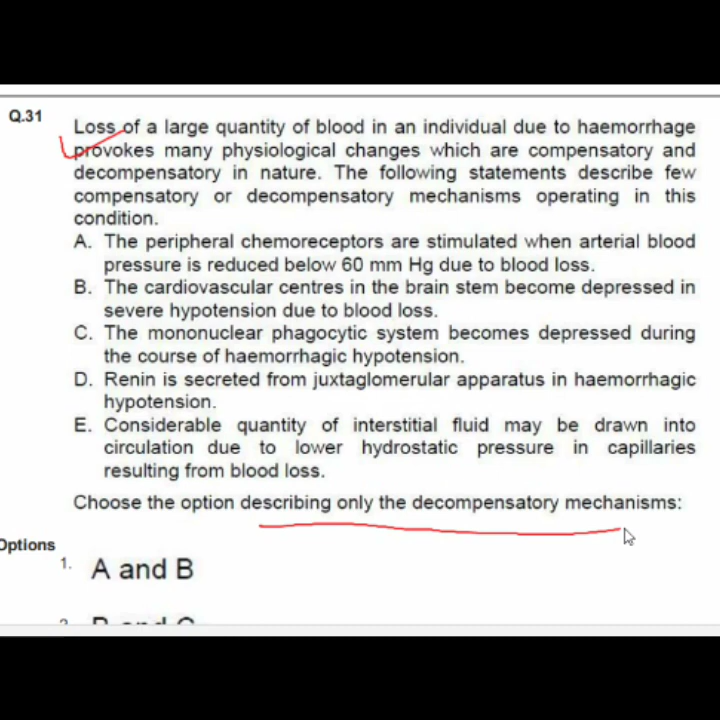 Q.31
Loss of a large quantity of blood in an individual due to haemorrhage
provokes many physiological changes which are compensatory and
decompensatory in nature. The following statements describe few
compensatory or decompensatory mechanisms operating in this
condition.
A. The peripheral chemoreceptors are stimulated when arterial blood
pressure is reduced below 60 mm Hg due to blood loss.
B. The cardiovascular centres in the brain stem become depressed in
severe hypotension due to blood loss.
C. The mononuclear phagocytic system becomes depressed during
the course of haemorrhagic hypotension.
D. Renin is secreted from juxtaglomerular apparatus in haemorrhagic
hypotension.
E. Considerable quantity of interstitial fluid may be drawn into
circulation due to lower hydrostatic pressure in capillaries
resulting from blood loss.
Choose the option describing only the decompensatory mechanisms:
Options
1. A and B